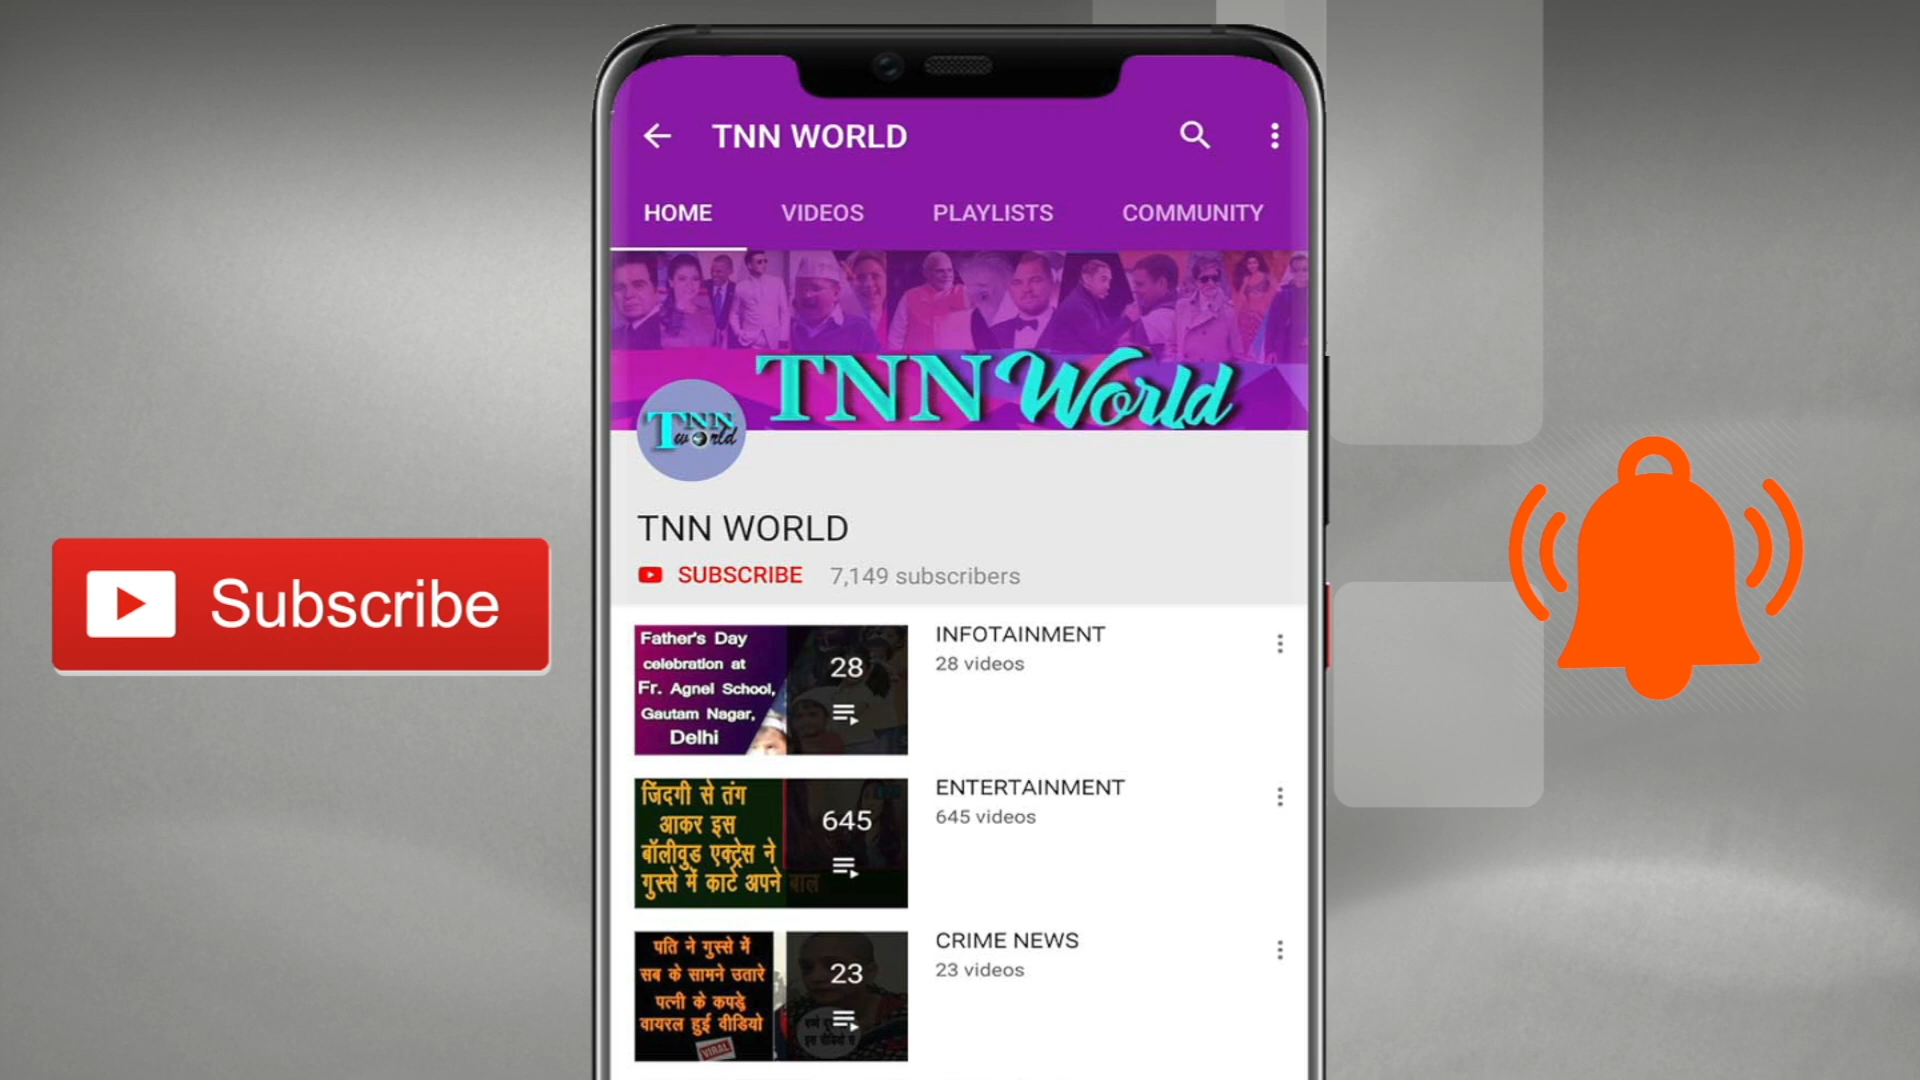 TNN WORLD
HOME VIDEOS PLAYLISTS COMMUNITY
TNN World
TNN
World
TNN WORLD
SUBSCRIBE 7,149 subscribers
Subscribe
Father's Day
celebration at
Fr. Agnel School,
Gautam Nagar,
Delhi
28
INFOTAINMENT
28 videos
जिंदगी से तंग
आकर इस
बॉलीवुड एक्ट्रेस ने
गुस्से में काटे अपने बाल
645
ENTERTAINMENT
645 videos
पति ने गुस्से में
सब के सामने उतारे
पत्नी के कपड़े
वायरल हुई वीडियो
VIRAL
23
CRIME NEWS
23 videos